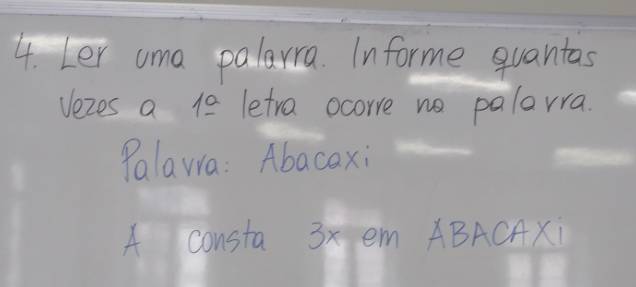 4. Ler uma palavra. Informe quantas
vezes a 1ª letra ocorre na palavra.
Palavra: Abacaxi
A consta 3x em ABACAXi